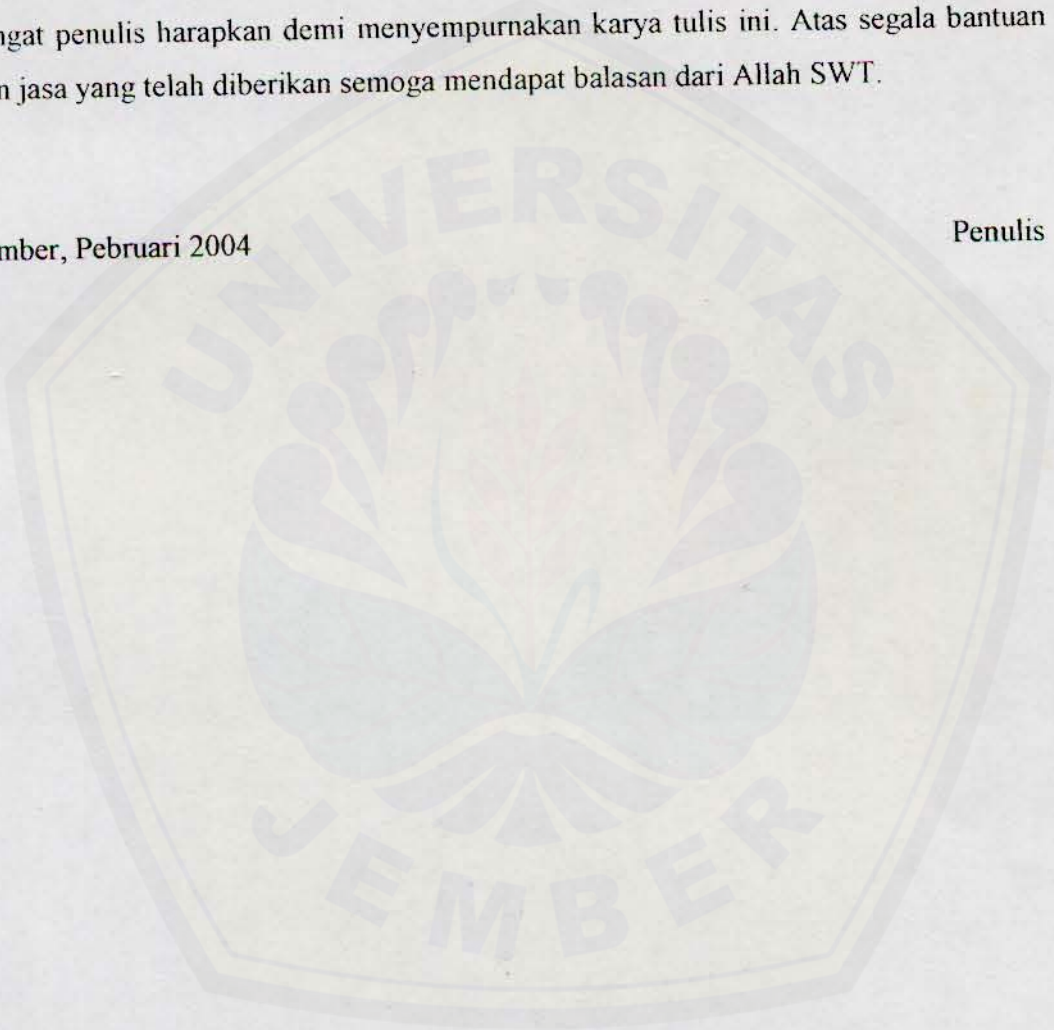 ngat penulis harapkan demi menyempurnakan karya tulis ini. Atas segala bantuan
n jasa yang telah diberikan semoga mendapat balasan dari Allah SWT.
mber, Pebruari 2004 Penulis
UNIVERSITAS
JEMBER